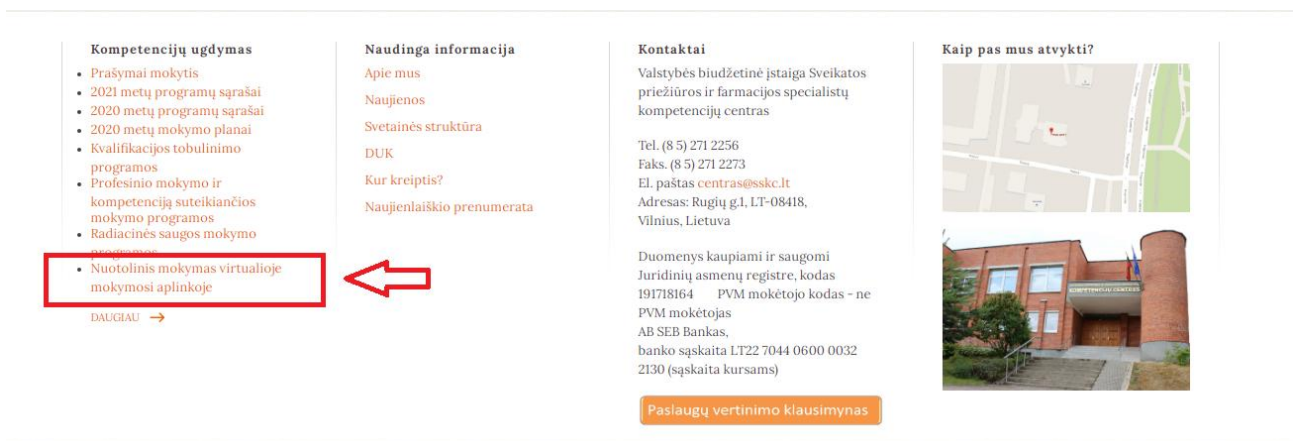 Kompetencijų ugdymas
Prašymai mokytis
2021 metų programų sąrašai
2020 metų programų sąrašai
2020 metų mokymo planai
Kvalifikacijos tobulinimo
programos
Profesinio mokymo ir
kompetenciją suteikiančios
mokymo programos
Radiacinės saugos mokymo
programos
Nuotolinis mokymas virtualioje
mokymosi aplinkoje
DAUGIAU →
Naudinga informacija
Apie mus
Naujienos
Svetainės struktūra
DUK
Kur kreiptis?
Naujienlaiškio prenumerata
Kontaktai
Valstybės biudžetinė įstaiga Sveikatos
priežiūros ir farmacijos specialistų
kompetencijų centras
Tel. (8 5) 271 2256
Faks. (8 5) 271 2273
El. paštas centras@sskc.lt
Adresas: Rugių g.1, LT-08418,
Vilnius, Lietuva
Duomenys kaupiami ir saugomi
Juridinių asmenų registre, kodas
191718164 PVM mokėtojo kodas - ne
PVM mokėtojas
AB SEB Bankas,
banko sąskaita LT22 7044 0600 0032
2130 (sąskaita kursams)
Paslaugų vertinimo klausimynas
Kaip pas mus atvykti?
KOMPETENCIJŲ CENTRAS